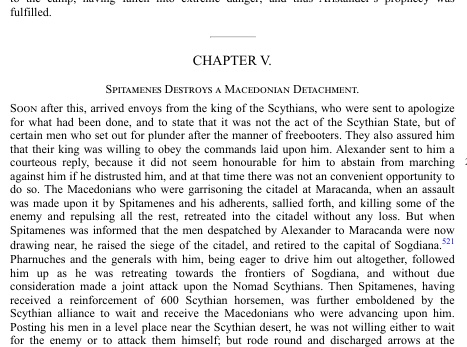 to the camp, having fallen into extreme danger, and thus Aristander's prophecy was
fulfilled.
CHAPTER V.
Spitamenes Destroys a Macedonian Detachment.
Soon after this, arrived envoys from the king of the Scythians, who were sent to apologize
for what had been done, and to state that it was not the act of the Scythian State, but of
certain men who set out for plunder after the manner of freebooters. They also assured him
that their king was willing to obey the commands laid upon him. Alexander sent to him a
courteous reply, because it did not seem honourable for him to abstain from marching
against him if he distrusted him, and at that time there was not an convenient opportunity to
do so. The Macedonians who were garrisoning the citadel at Maracanda, when an assault
was made upon it by Spitamenes and his adherents, sallied forth, and killing some of the
enemy and repulsing all the rest, retreated into the citadel without any loss. But when
Spitamenes was informed that the men despatched by Alexander to Maracanda were now
drawing near, he raised the siege of the citadel, and retired to the capital of Sogdiana.521
Pharnuches and the generals with him, being eager to drive him out altogether, followed
him up as he was retreating towards the frontiers of Sogdiana, and without due
consideration made a joint attack upon the Nomad Scythians. Then Spitamenes, having
received a reinforcement of 600 Scythian horsemen, was further emboldened by the
Scythian alliance to wait and receive the Macedonians who were advancing upon him.
Posting his men in a level place near the Scythian desert, he was not willing either to wait
for the enemy or to attack them himself; but rode round and discharged arrows at the